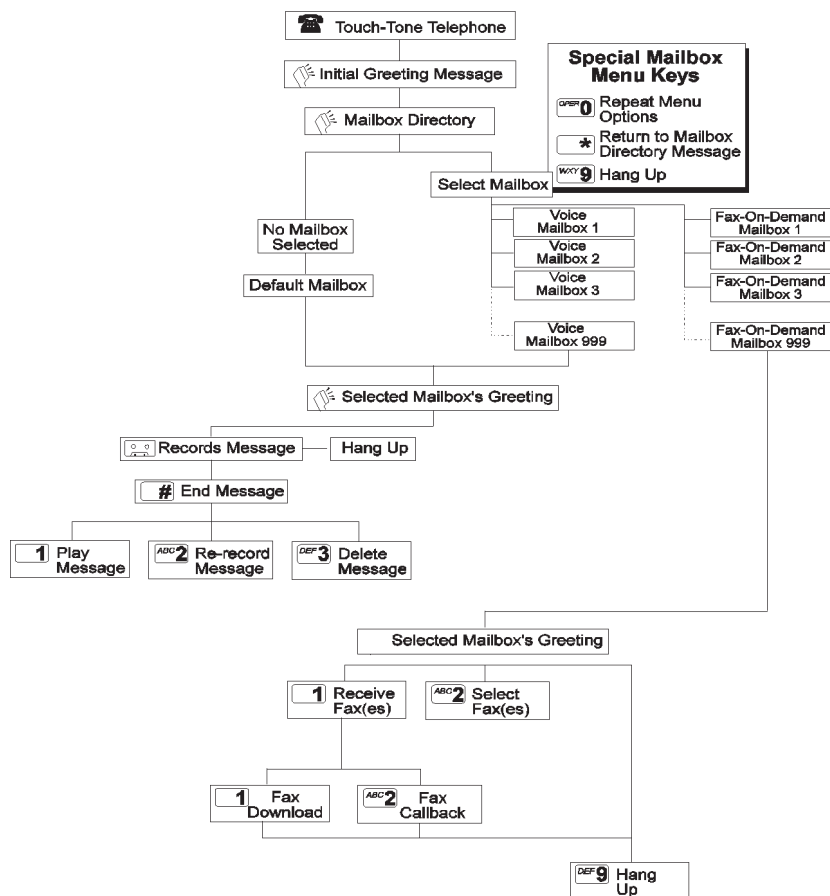 Touch-Tone Telephone
Initial Greeting Message
Mailbox Directory
Special Mailbox
Menu Keys
OPER 0 Repeat Menu
Options
* Return to Mailbox
Directory Message
WXY 9 Hang Up
Select Mailbox
No Mailbox
Selected
Default Mailbox
Voice
Mailbox 1
Voice
Mailbox 2
Voice
Mailbox 3
Voice
Mailbox 999
Fax-On-Demand
Mailbox 1
Fax-On-Demand
Mailbox 2
Fax-On-Demand
Mailbox 3
Fax-On-Demand
Mailbox 999
Selected Mailbox's Greeting
Records Message
Hang Up
# End Message
1 Play
Message
ABC 2 Re-record
Message
DEF 3 Delete
Message
Selected Mailbox's Greeting
1 Receive
Fax(es)
ABC 2 Select
Fax(es)
1 Fax
Download
ABC 2 Fax
Callback
DEF 9 Hang
Up